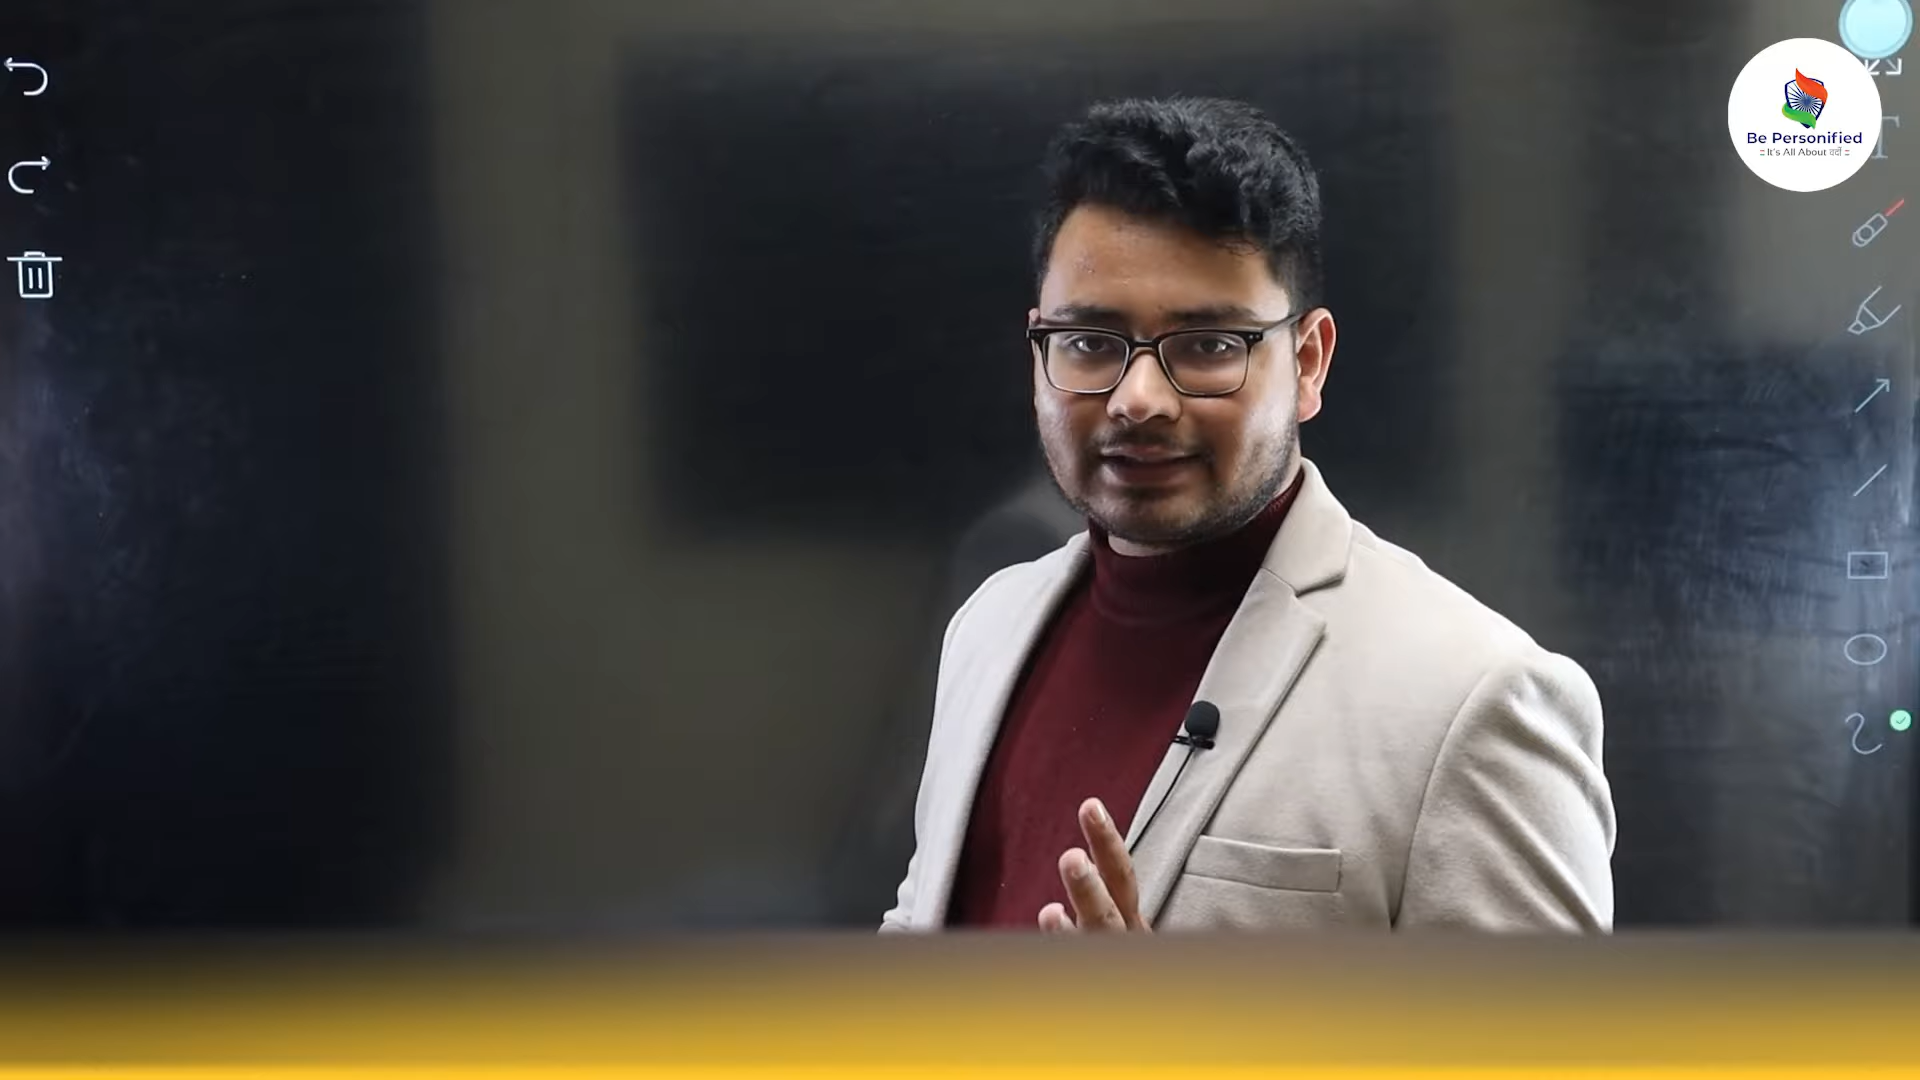 Be Personified
:: It's All About वर्दी ::
T